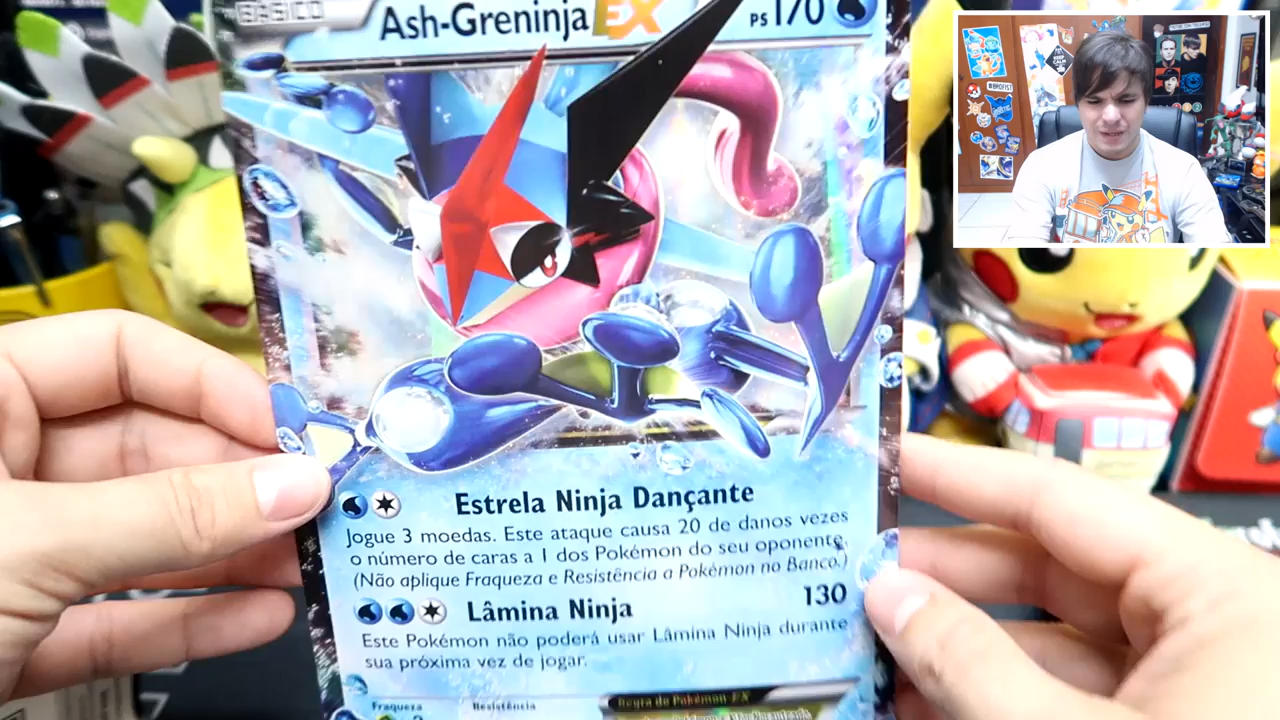 BÁSICO
Ash-Greninja EX
PS 170
Estrela Ninja Dançante
Jogue 3 moedas. Este ataque causa 20 de danos vezes
o número de caras a 1 dos Pokémon do seu oponente.
(Não aplique Fraqueza e Resistência a Pokémon no Banco.)
Lâmina Ninja 130
Este Pokémon não poderá usar Lâmina Ninja durante
sua próxima vez de jogar.
Fraqueza Resistência
Regra de Pokémon-EX
#BROFIST